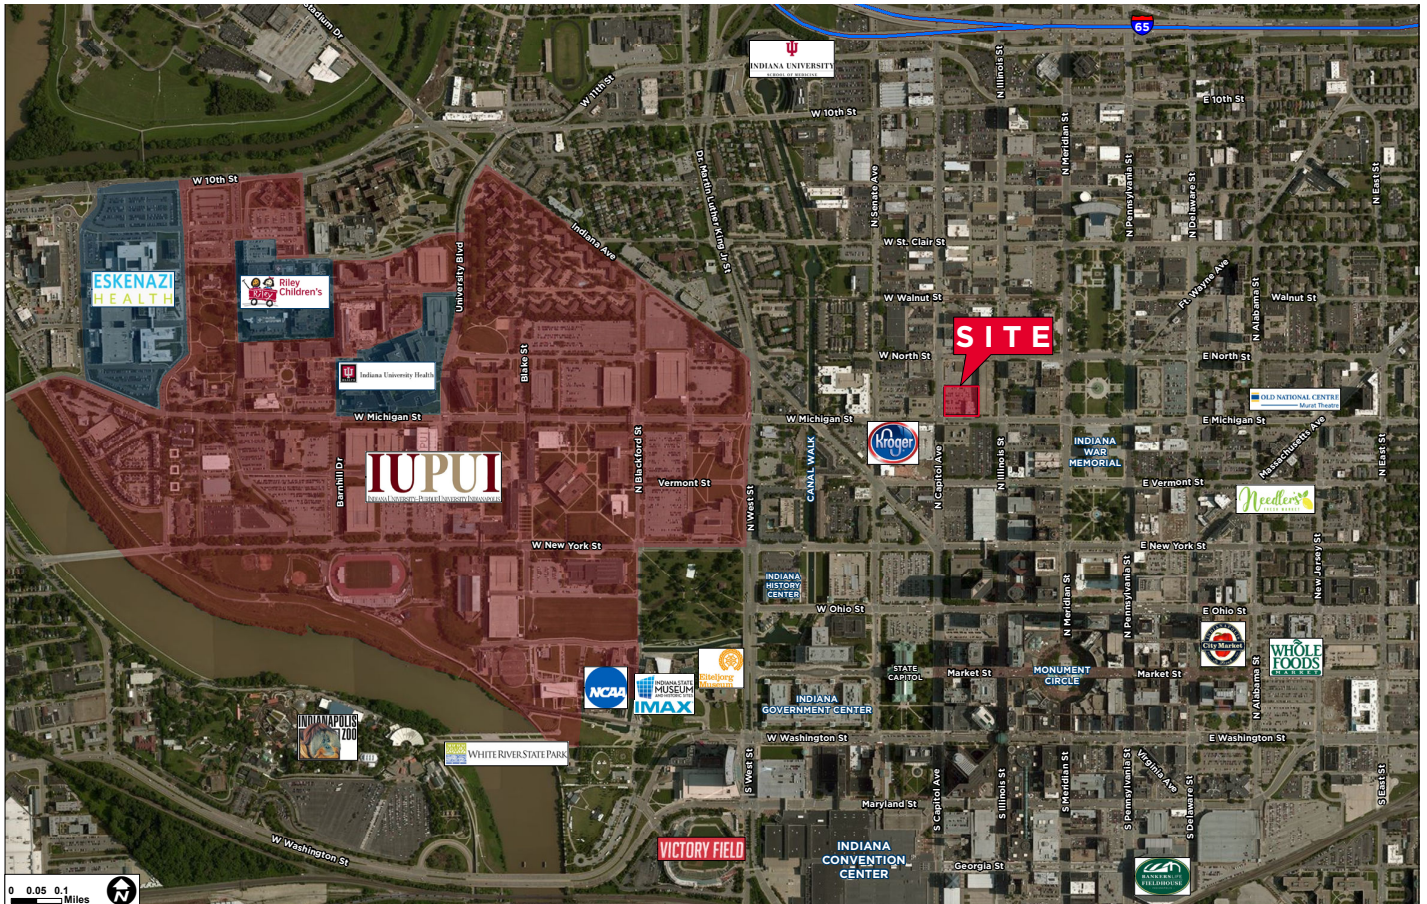 Stadium Dr
65
INDIANA UNIVERSITY
SCHOOL OF MEDICINE
N Illinois St
W 11th St
E 10th St
W 10th St
N Meridian St
Dr. Martin Luther King Jr St
N Senate Ave
N Pennsylvania St
N Delaware St
N East St
W 10th St
Indiana Ave
University Blvd
W St. Clair St
ESKENAZI
HEALTH
Riley
Riley
Children's
Ft. Wayne Ave
N Alabama St
W Walnut St
Walnut St
SITE
Blake St
W North St
E North St
Indiana University Health
OLD NATIONAL CENTRE
Murat Theatre
W Michigan St
W Michigan St
E Michigan St
Massachusetts Ave
Kroger
INDIANA
WAR
MEMORIAL
CANAL WALK
N Blackford St
N Capitol Ave
N Illinois St
N East St
IUPUI
INDIANA UNIVERSITY-PURDUE UNIVERSITY INDIANAPOLIS
Barnhill Dr
Vermont St
E Vermont St
N West St
Needler's
FRESH MARKET
W New York St
E New York St
New Jersey St
INDIANA
HISTORY
CENTER
N Meridian St
N Pennsylvania St
W Ohio St
E Ohio St
City Market
WHOLE
FOODS
MARKET
Eiteljorg
Museum
NCAA
INDIANA STATE
MUSEUM
AND HISTORIC SITES
IMAX
STATE
CAPITOL
Market St
MONUMENT
CIRCLE
Market St
N Alabama St
INDIANA
GOVERNMENT CENTER
INDIANAPOLIS
ZOO
WHITE RIVER STATE PARK
W Washington St
E Washington St
S West St
S Capitol Ave
S Illinois St
S Meridian St
S Pennsylvania St
Virginia Ave
S Delaware St
S East St
Maryland St
W Washington St
VICTORY FIELD
INDIANA
CONVENTION
CENTER
Georgia St
BANKERS LIFE
FIELDHOUSE
0 0.05 0.1
Miles
N